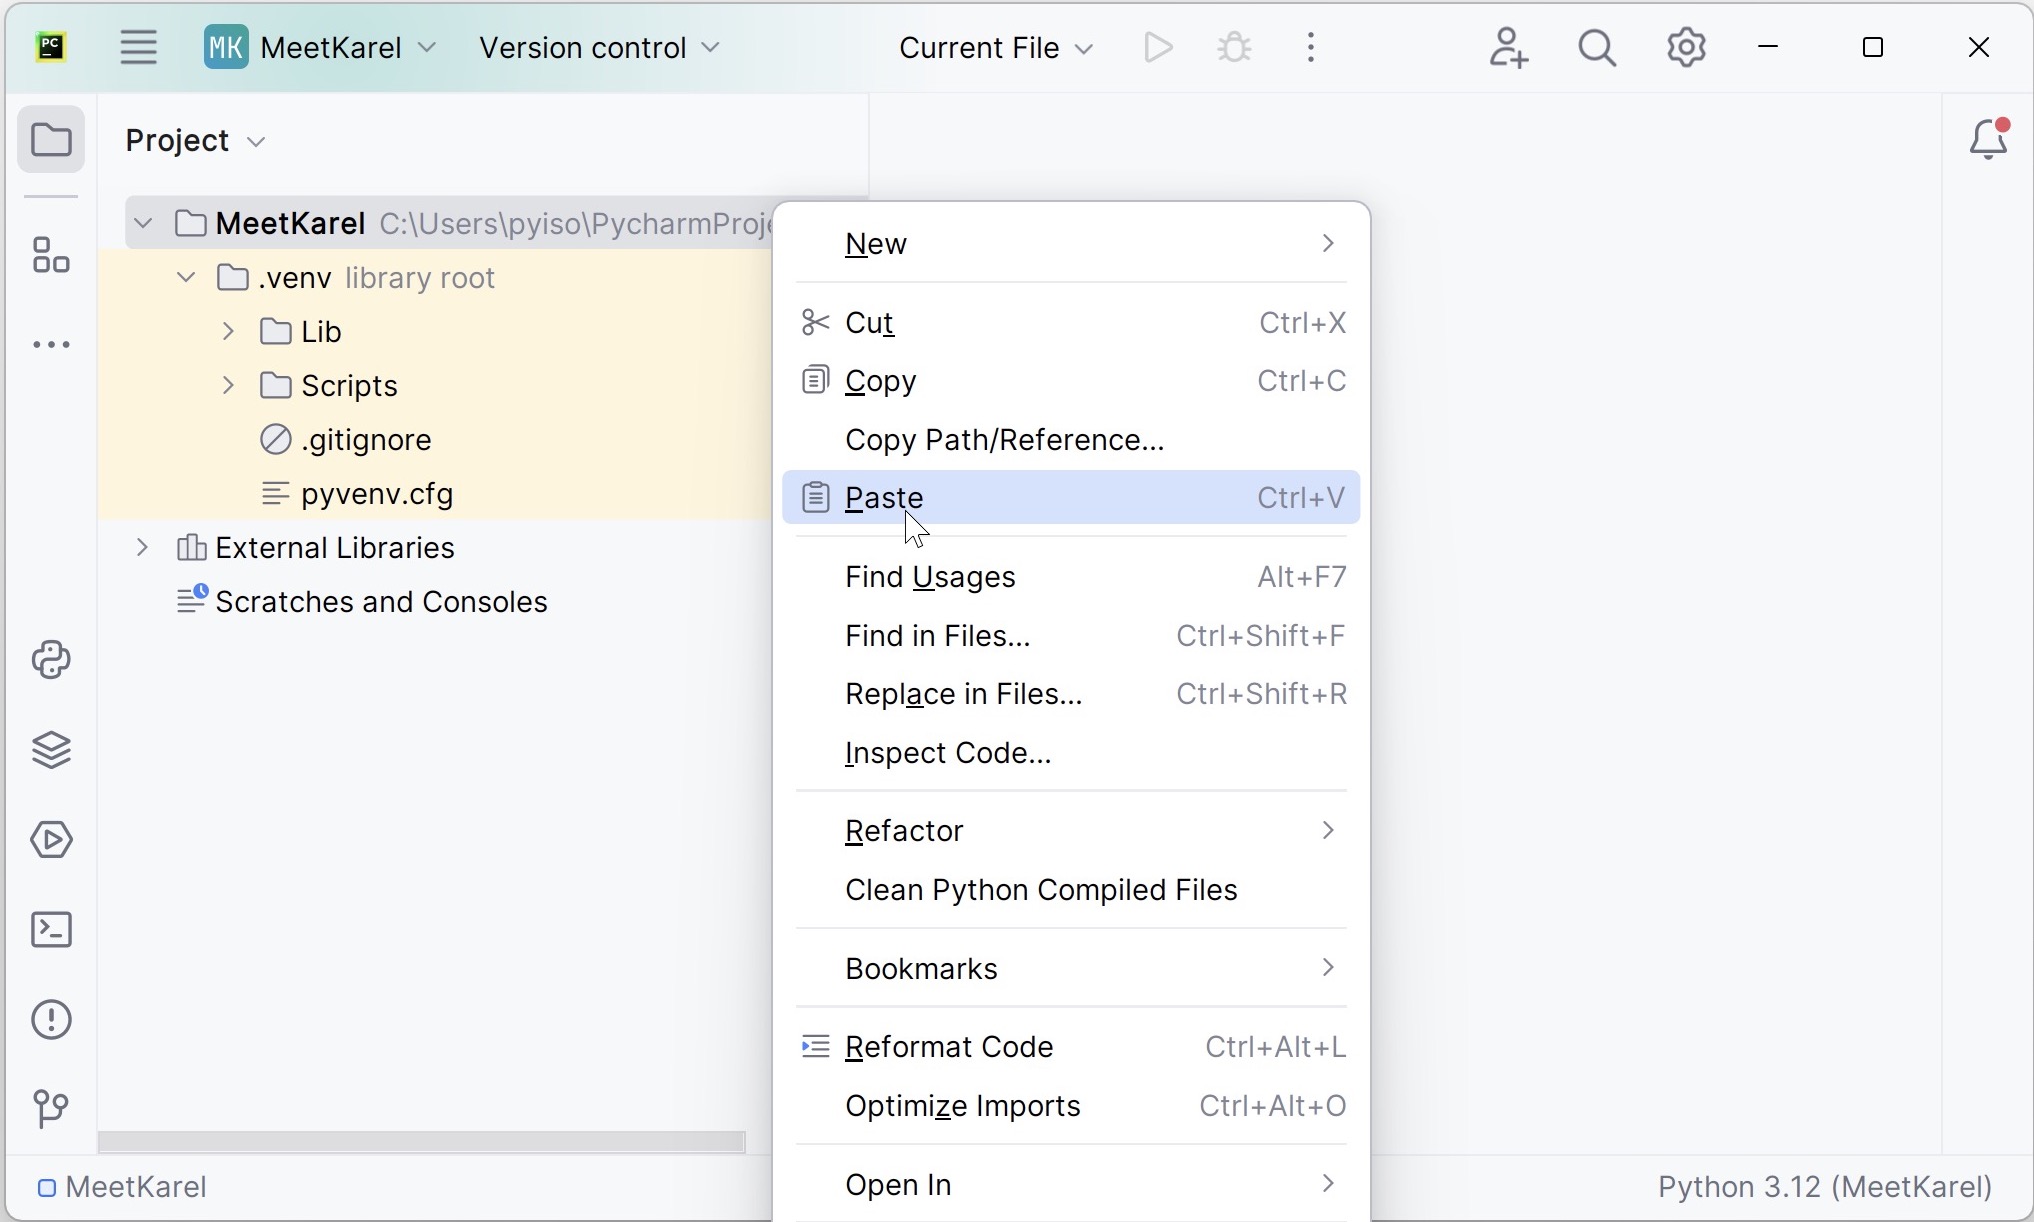 PC
MK MeetKarel
Version control
Current File
Project
MeetKarel C:\Users\pyiso\PycharmProj
.venv library root
Lib
Scripts
.gitignore
pyvenv.cfg
External Libraries
Scratches and Consoles
New
Cut Ctrl+X
Copy Ctrl+C
Copy Path/Reference...
Paste Ctrl+V
Find Usages Alt+F7
Find in Files... Ctrl+Shift+F
Replace in Files... Ctrl+Shift+R
Inspect Code...
Refactor
Clean Python Compiled Files
Bookmarks
Reformat Code Ctrl+Alt+L
Optimize Imports Ctrl+Alt+O
Open In
MeetKarel
Python 3.12 (MeetKarel)